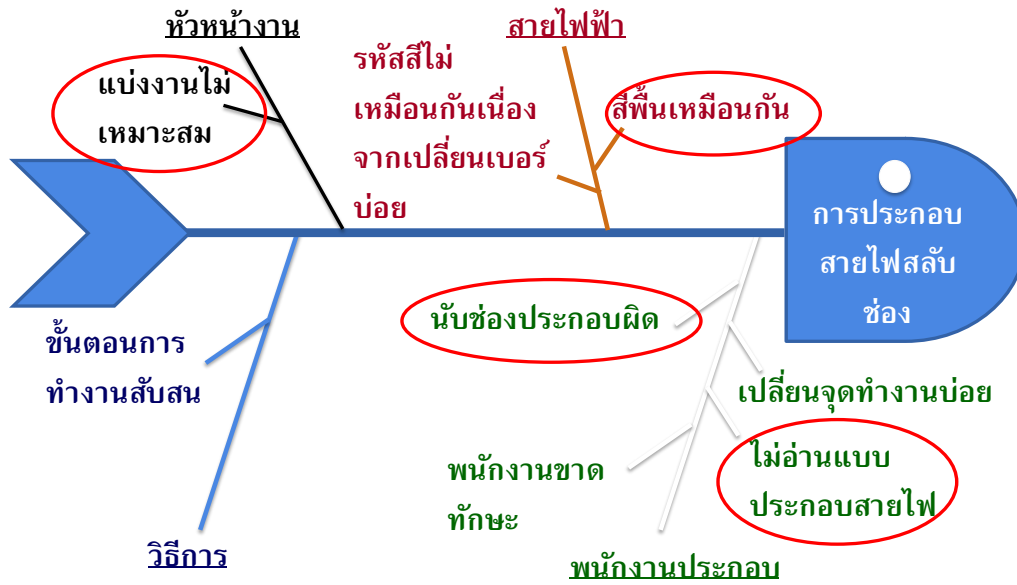 หัวหน้างาน
แบ่งงานไม่
เหมาะสม
สายไฟฟ้า
รหัสสีไม่
เหมือนกันเนื่อง
จากเปลี่ยนเบอร์
บ่อย
สีพื้นเหมือนกัน
การประกอบ
สายไฟสลับ
ช่อง
ขั้นตอนการ
ทำงานสับสน
วิธีการ
นับช่องประกอบผิด
เปลี่ยนจุดทำงานบ่อย
ไม่อ่านแบบ
ประกอบสายไฟ
พนักงานขาด
ทักษะ
พนักงานประกอบ